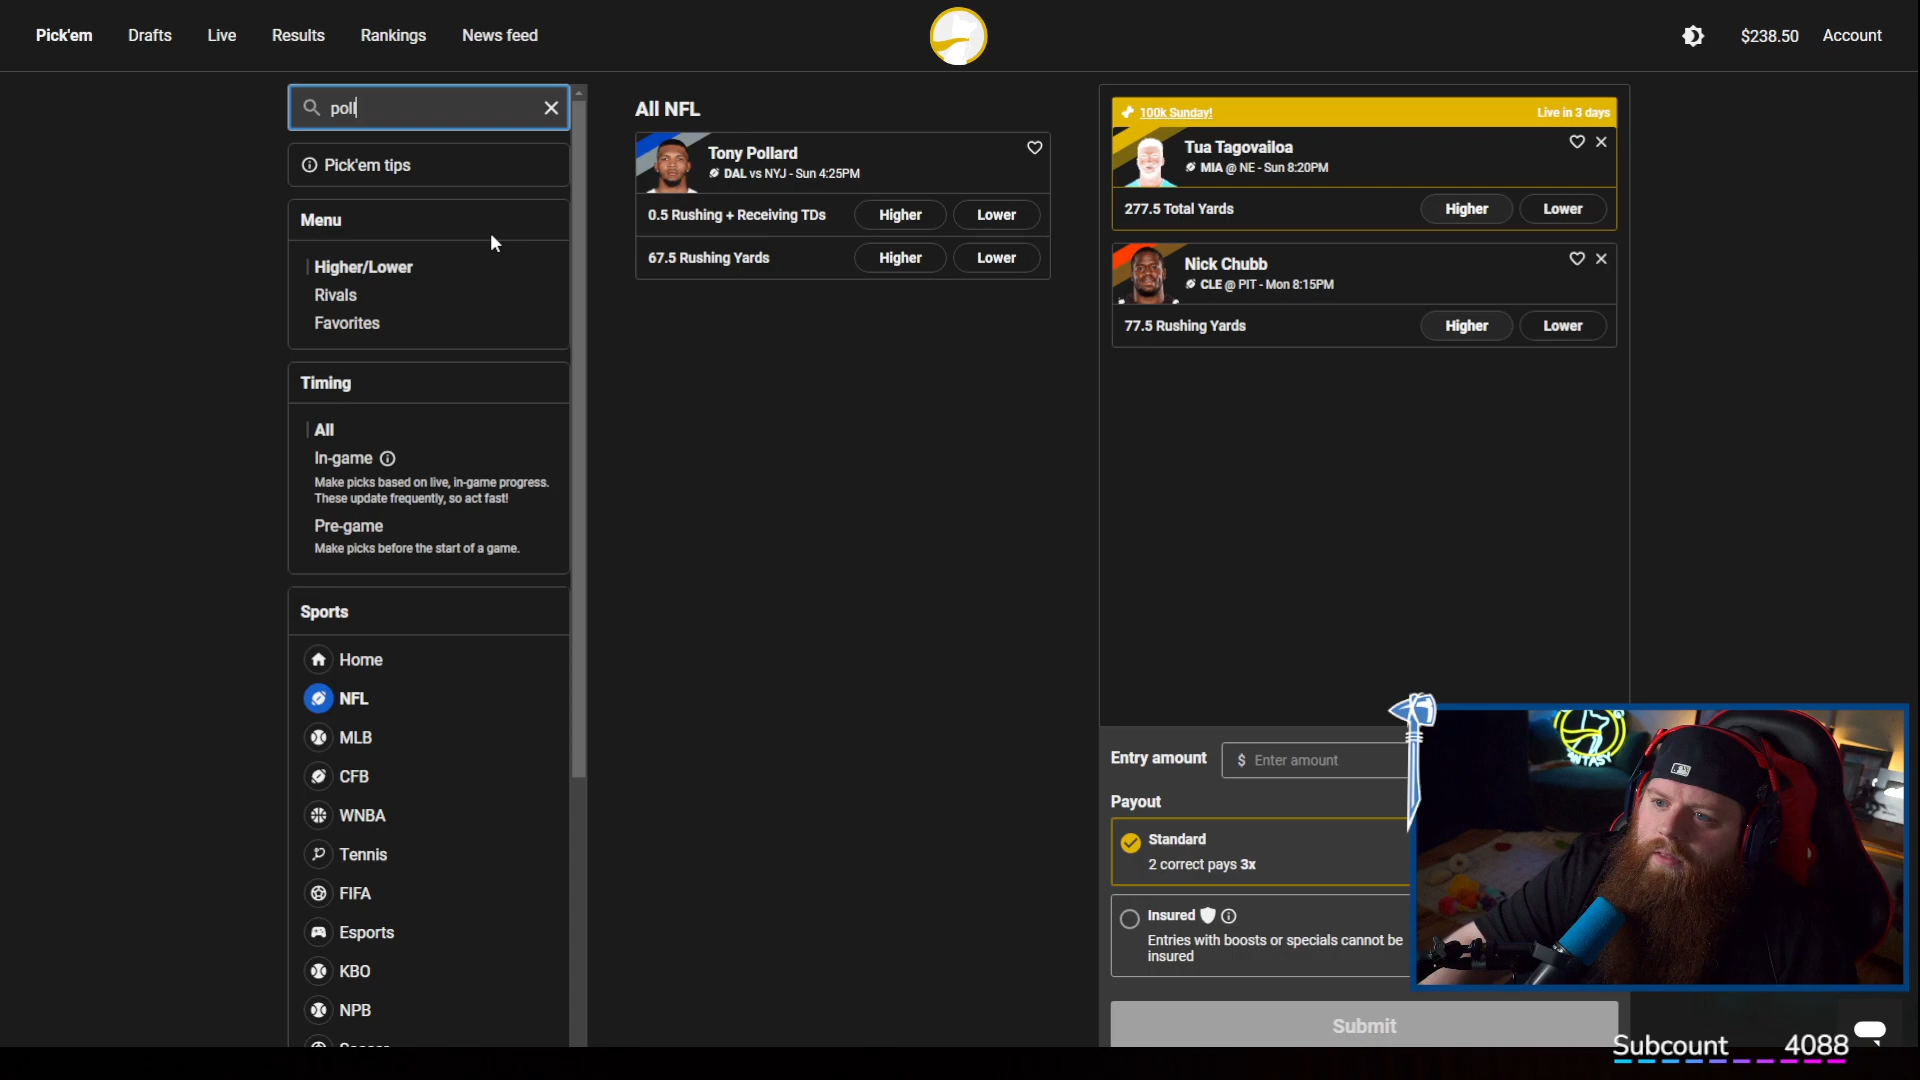 Pick'em Drafts Live Results Rankings News feed $238.50 Account
poll
Pick'em tips
Menu
Higher/Lower
Rivals
Favorites
Timing
All
In-game
Make picks based on live, in-game progress.
These update frequently, so act fast!
Pre-game
Make picks before the start of a game.
Sports
Home
NFL
MLB
CFB
WNBA
Tennis
FIFA
Esports
KBO
NPB
All NFL
Tony Pollard
DAL vs NYJ - Sun 4:25PM
0.5 Rushing + Receiving TDs Higher Lower
67.5 Rushing Yards Higher Lower
100k Sunday! Live in 3 days
Tua Tagovailoa
MIA @ NE - Sun 8:20PM
277.5 Total Yards Higher Lower
Nick Chubb
CLE @ PIT - Mon 8:15PM
77.5 Rushing Yards Higher Lower
Entry amount $ Enter amount
Payout
Standard
2 correct pays 3x
Insured
Entries with boosts or specials cannot be
insured
Submit
Subcount 4088